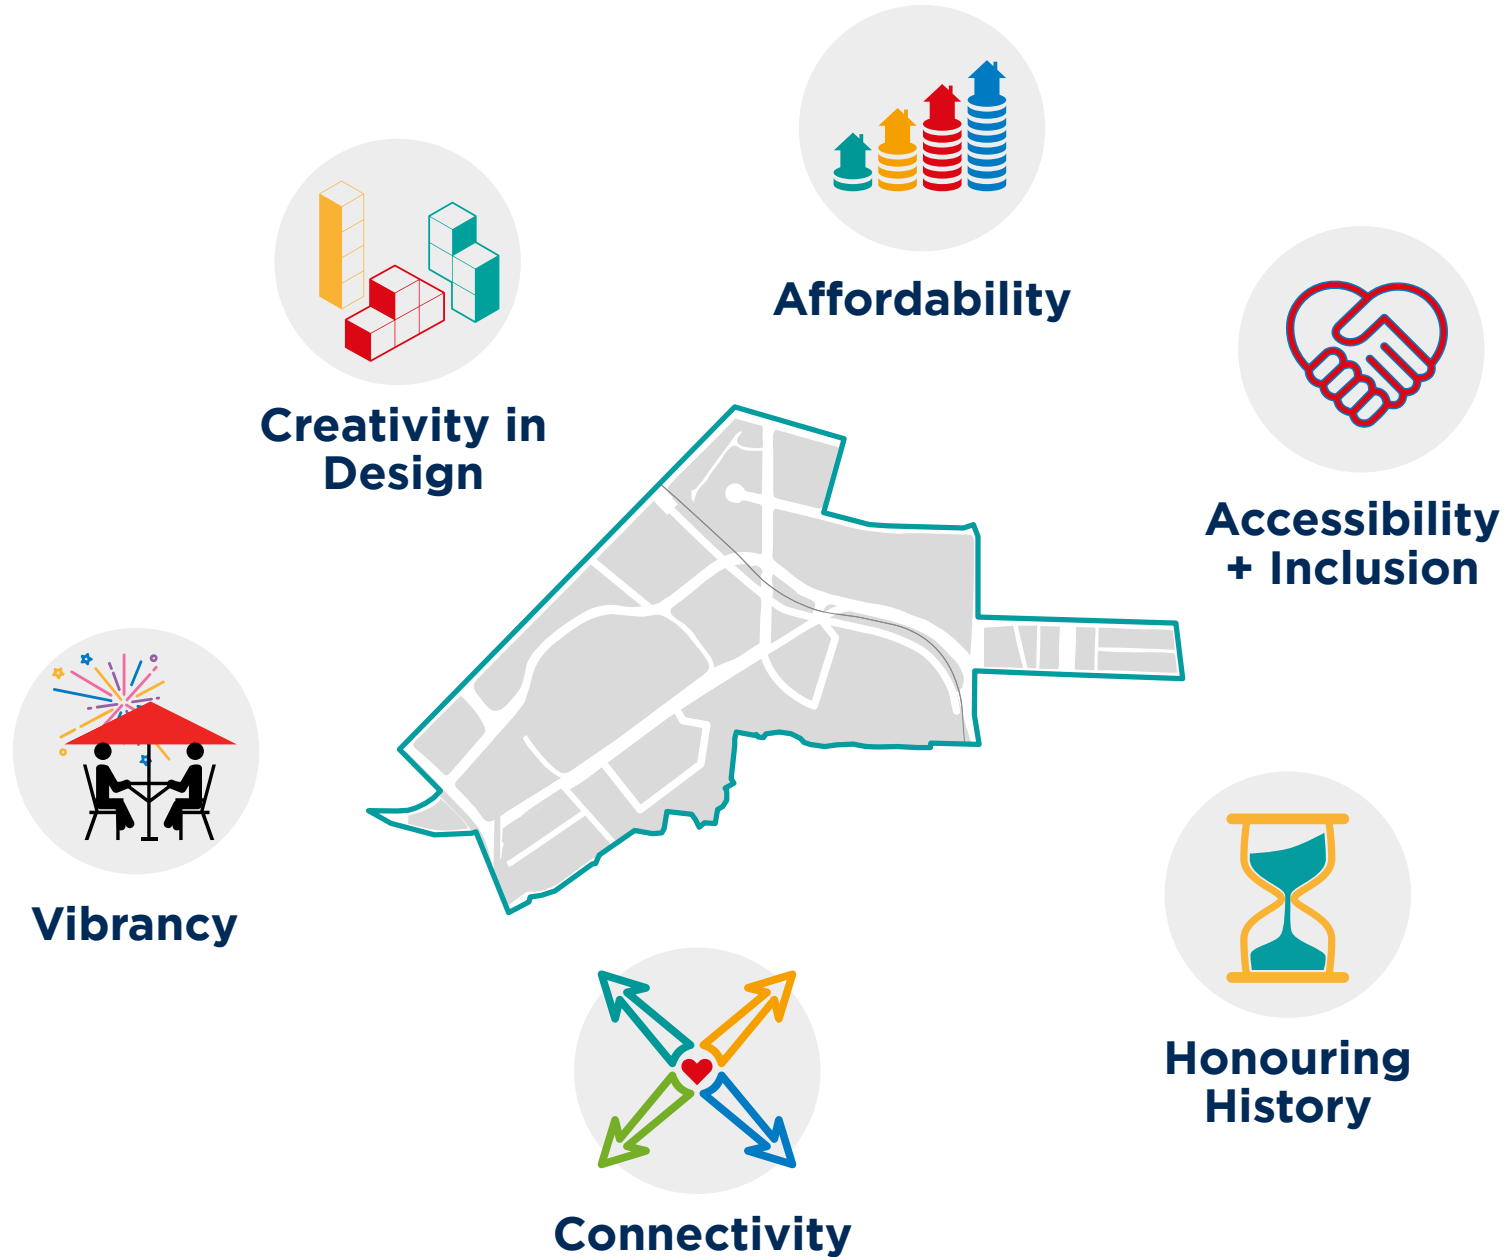 Affordability
Creativity in
Design
Accessibility
+ Inclusion
Vibrancy
Honouring
History
Connectivity